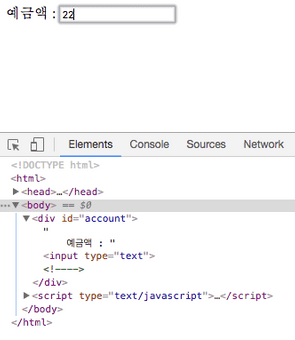 예금액 : 22
Elements Console Sources Network
<!DOCTYPE html>
<html>
▶<head>…</head>
…▼<body> == $0
▼<div id="account">
"
예금액 : "
<input type="text">
<!---->
</div>
▶<script type="text/javascript">…</script>
</body>
</html>